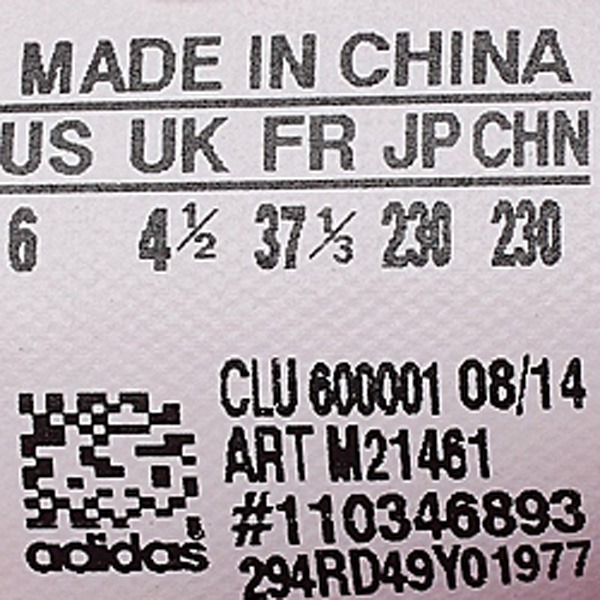 MADE IN CHINA
US UK FR JP CHN
6 4½ 37⅓ 230 230
CLU 600001 08/14
ART M21461
#110346893
adidas®
294RD49Y01977